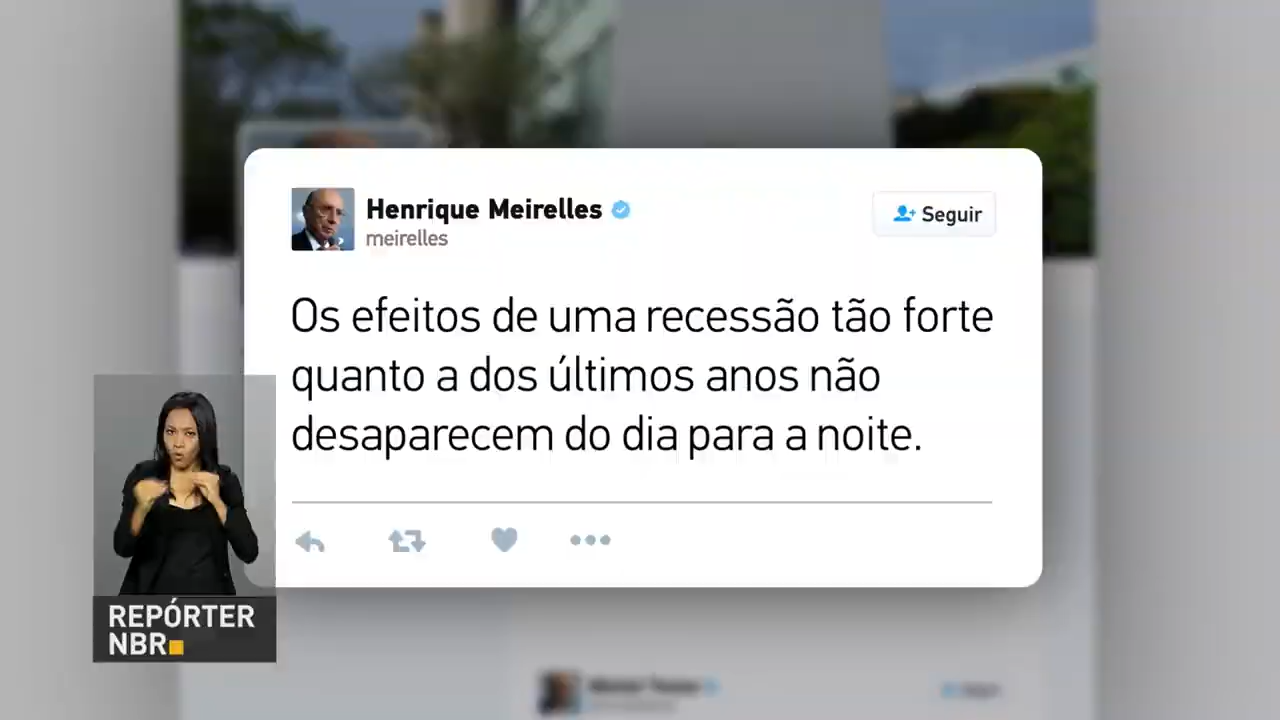 Henrique Meirelles
meirelles
Seguir
Os efeitos de uma recessão tão forte
quanto a dos últimos anos não
desaparecem do dia para a noite.
REPÓRTER
NBR